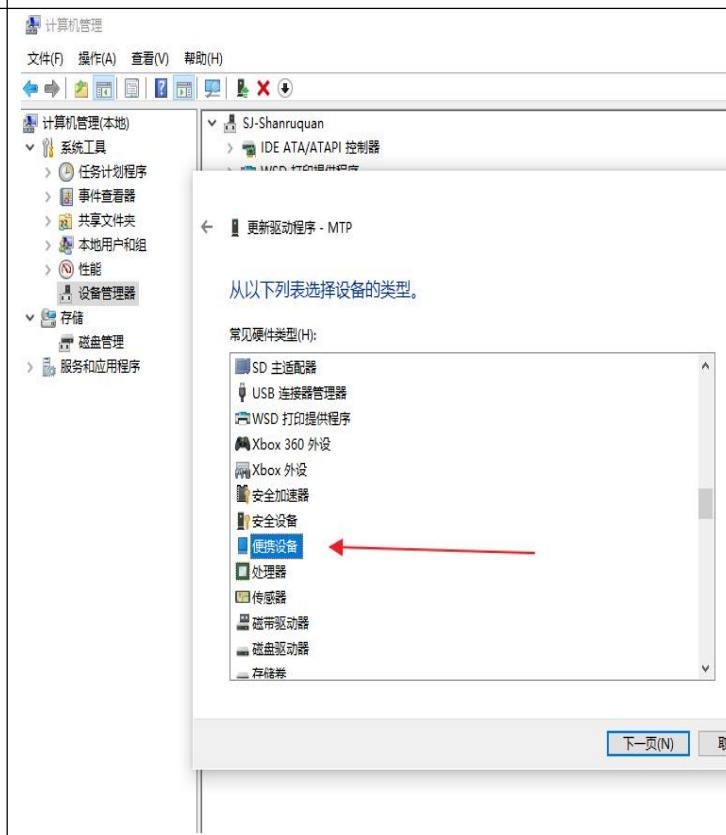 计算机管理
文件(F) 操作(A) 查看(V) 帮助(H)
计算机管理(本地)
系统工具
任务计划程序
事件查看器
共享文件夹
本地用户和组
性能
设备管理器
存储
磁盘管理
服务和应用程序
SJ-Shanruquan
IDE ATA/ATAPI 控制器
WSD 打印提供程序
更新驱动程序 - MTP
从以下列表选择设备的类型。
常见硬件类型(H):
SD 主适配器
USB 连接器管理器
WSD 打印提供程序
Xbox 360 外设
Xbox 外设
安全加速器
安全设备
便携设备
处理器
传感器
磁带驱动器
磁盘驱动器
存储卷
下一页(N)